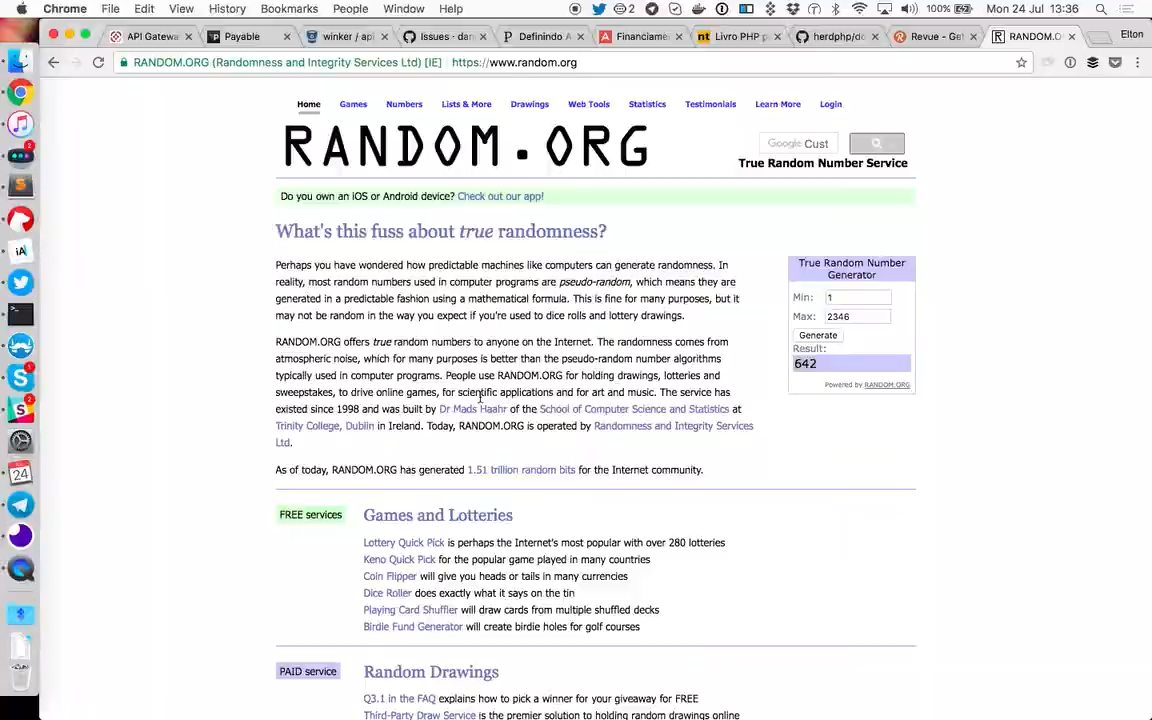 Chrome File Edit View History Bookmarks People Window Help 2 100% Mon 24 Jul 13:36
API Gatewa Payable winker / api Issues · dan Definindo A Financiame Livro PHP p herdphp/do Revue - Get RANDOM.O Elton
RANDOM.ORG (Randomness and Integrity Services Ltd) [IE] https://www.random.org
Home Games Numbers Lists & More Drawings Web Tools Statistics Testimonials Learn More Login
RANDOM.ORG
Google Cust
True Random Number Service
Do you own an iOS or Android device? Check out our app!
What's this fuss about true randomness?
Perhaps you have wondered how predictable machines like computers can generate randomness. In
reality, most random numbers used in computer programs are pseudo-random, which means they are
generated in a predictable fashion using a mathematical formula. This is fine for many purposes, but it
may not be random in the way you expect if you're used to dice rolls and lottery drawings.
RANDOM.ORG offers true random numbers to anyone on the Internet. The randomness comes from
atmospheric noise, which for many purposes is better than the pseudo-random number algorithms
typically used in computer programs. People use RANDOM.ORG for holding drawings, lotteries and
sweepstakes, to drive online games, for scientific applications and for art and music. The service has
existed since 1998 and was built by Dr Mads Haahr of the School of Computer Science and Statistics at
Trinity College, Dublin in Ireland. Today, RANDOM.ORG is operated by Randomness and Integrity Services
Ltd.
As of today, RANDOM.ORG has generated 1.51 trillion random bits for the Internet community.
True Random Number
Generator
Min: 1
Max: 2346
Generate
Result:
642
Powered by RANDOM.ORG
FREE services
Games and Lotteries
Lottery Quick Pick is perhaps the Internet's most popular with over 280 lotteries
Keno Quick Pick for the popular game played in many countries
Coin Flipper will give you heads or tails in many currencies
Dice Roller does exactly what it says on the tin
Playing Card Shuffler will draw cards from multiple shuffled decks
Birdie Fund Generator will create birdie holes for golf courses
PAID service
Random Drawings
Q3.1 in the FAQ explains how to pick a winner for your giveaway for FREE
Third-Party Draw Service is the premier solution to holding random drawings online
2
S
iA
1
2
24